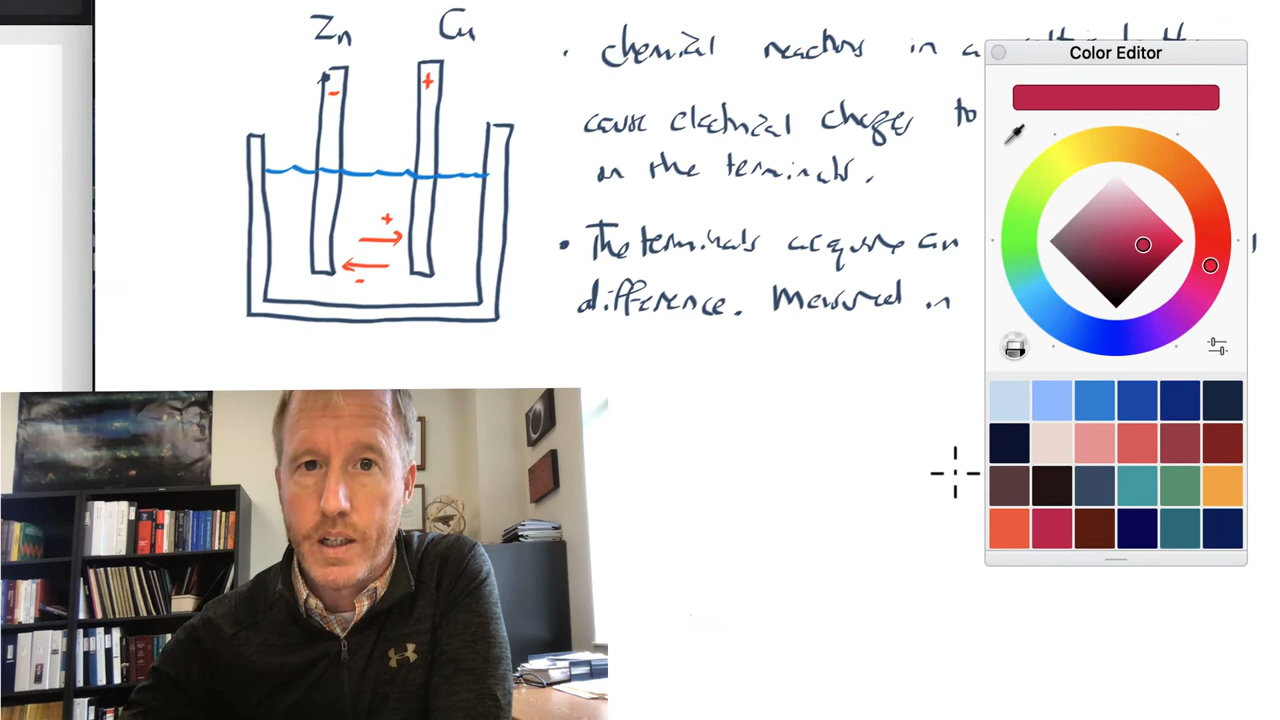 Zn Cu
- +
• chemical reactions in a
cause electrical charges to
on the terminals.
• The terminals acquire an
difference. Measured in
+
-
Color Editor